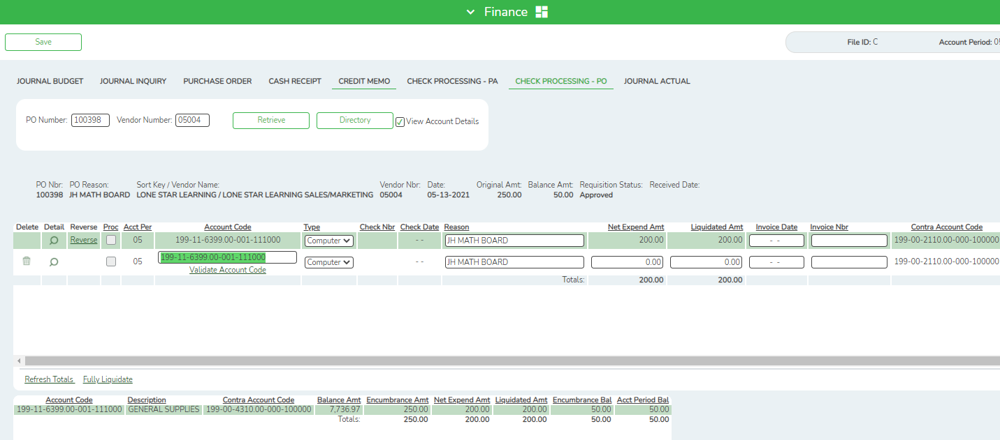 Finance
Save
File ID: C Account Period: 05
JOURNAL BUDGET JOURNAL INQUIRY PURCHASE ORDER CASH RECEIPT CREDIT MEMO CHECK PROCESSING - PA CHECK PROCESSING - PO JOURNAL ACTUAL
PO Number: 100398 Vendor Number: 05004 Retrieve Directory View Account Details
PO Nbr: PO Reason: Sort Key / Vendor Name: Vendor Nbr: Date: Original Amt: Balance Amt: Requisition Status: Received Date:
100398 JH MATH BOARD LONE STAR LEARNING / LONE STAR LEARNING SALES/MARKETING 05004 05-13-2021 250.00 50.00 Approved
Delete Detail Reverse Proc Acct Per Account Code Type Check Nbr Check Date Reason Net Expend Amt Liquidated Amt Invoice Date Invoice Nbr Contra Account Code
Reverse 05 199-11-6399.00-001-111000 Computer - - JH MATH BOARD 200.00 200.00 - - 199-00-2110.00-000-100000
05 199-11-6399.00-001-111000 Computer - - JH MATH BOARD 0.00 0.00 - - 199-00-2110.00-000-100000
Validate Account Code
Totals: 200.00 200.00
Refresh Totals Fully Liquidate
Account Code Description Contra Account Code Balance Amt Encumbrance Amt Net Expend Amt Liquidated Amt Encumbrance Bal Acct Period Bal
199-11-6399.00-001-111000 GENERAL SUPPLIES 199-00-4310.00-000-100000 7,736.97 250.00 200.00 200.00 50.00 50.00
Totals: 250.00 200.00 200.00 50.00 50.00